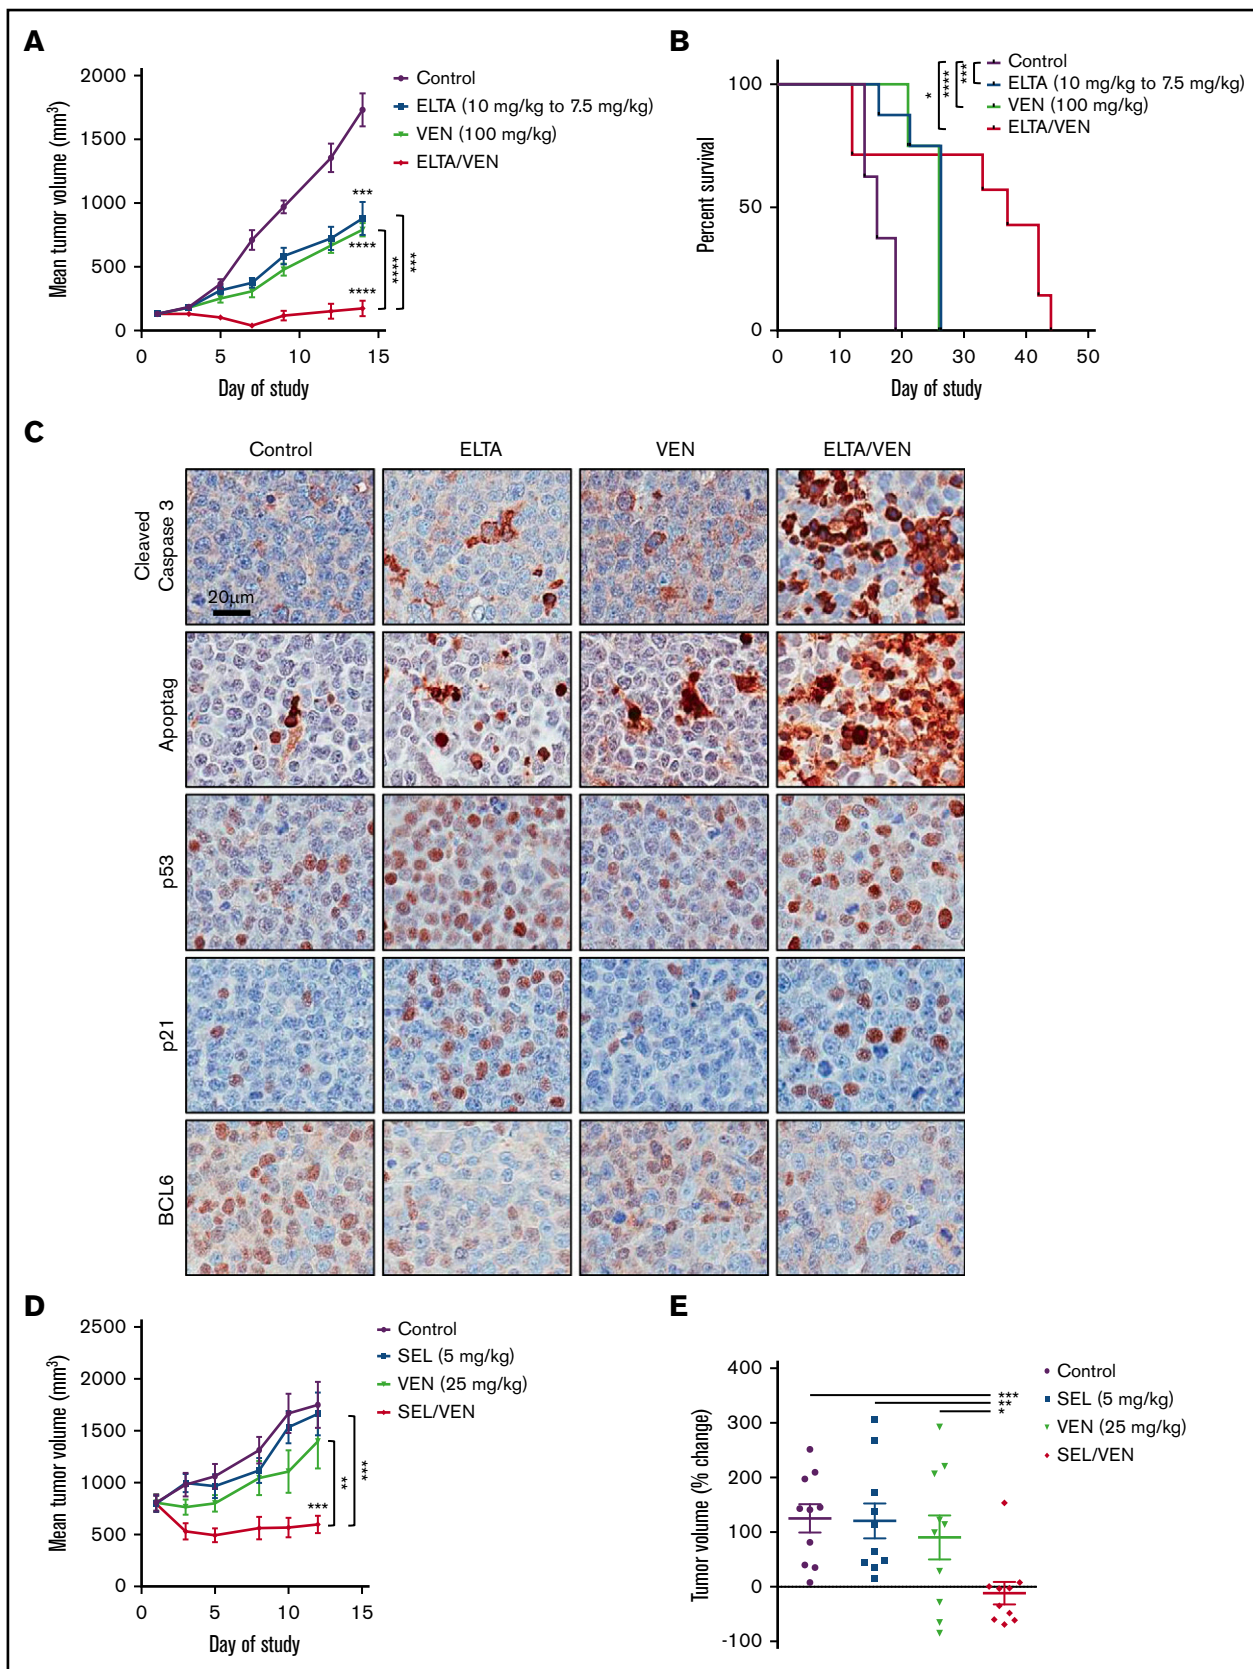 A
Mean tumor volume (mm³)
2000
1500
1000
500
0
0 5 10 15
Day of study
Control
ELTA (10 mg/kg to 7.5 mg/kg)
VEN (100 mg/kg)
ELTA/VEN
***
****
****
****
***
B
Percent survival
100
50
0
0 10 20 30 40 50
Day of study
Control
ELTA (10 mg/kg to 7.5 mg/kg)
VEN (100 mg/kg)
ELTA/VEN
*
****
***
C
Control ELTA VEN ELTA/VEN
Cleaved
Caspase 3
20µm
Apoptag
p53
p21
BCL6
D
Mean tumor volume (mm³)
2500
2000
1500
1000
500
0
0 5 10 15
Day of study
Control
SEL (5 mg/kg)
VEN (25 mg/kg)
SEL/VEN
***
**
***
E
Tumor volume (% change)
400
300
200
100
0
-100
Control
SEL (5 mg/kg)
VEN (25 mg/kg)
SEL/VEN
***
**
*